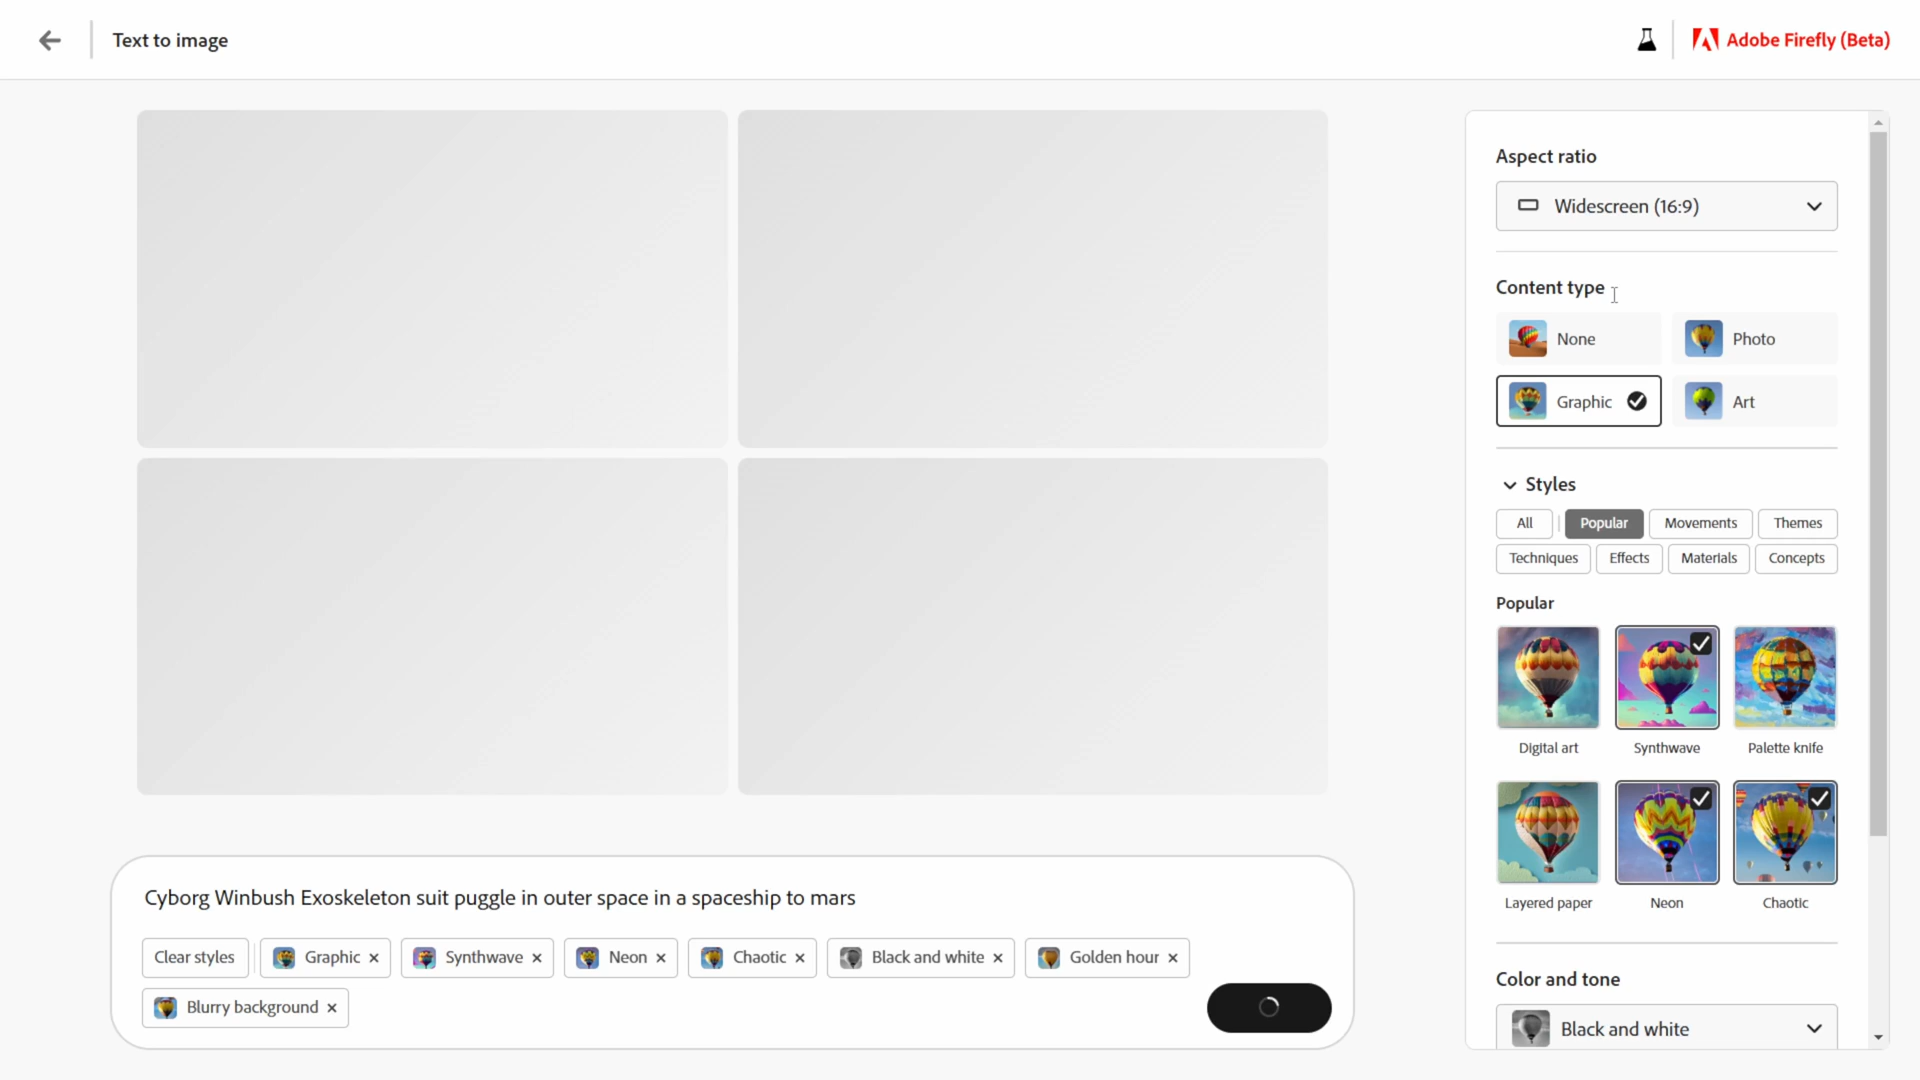 Text to image
Adobe Firefly (Beta)
Aspect ratio
Widescreen (16:9)
Content type
None
Photo
Graphic
Art
Styles
All
Popular
Movements
Themes
Techniques
Effects
Materials
Concepts
Popular
Digital art
Synthwave
Palette knife
Layered paper
Neon
Chaotic
Color and tone
Black and white
Cyborg Winbush Exoskeleton suit puggle in outer space in a spaceship to mars
Clear styles
Graphic
Synthwave
Neon
Chaotic
Black and white
Golden hour
Blurry background